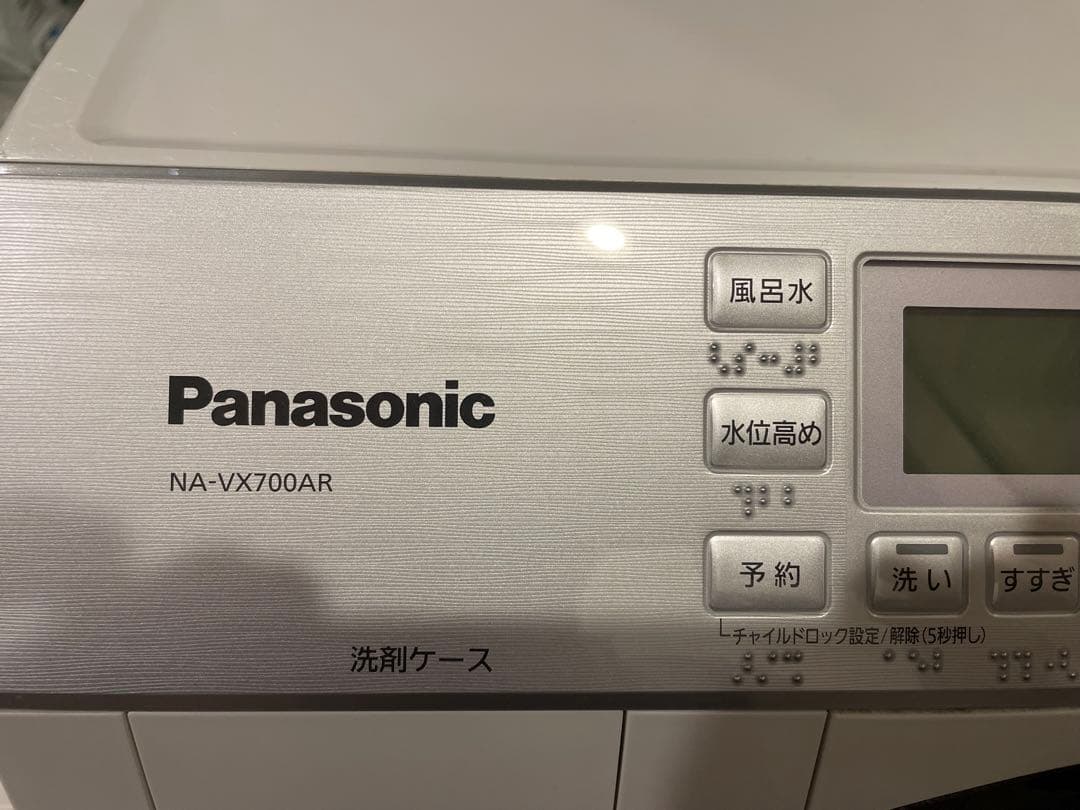 Panasonic
NA-VX700AR
洗剤ケース
風呂水
水位高め
予約
チャイルドロック設定/解除(5秒押し)
洗い
すすぎ